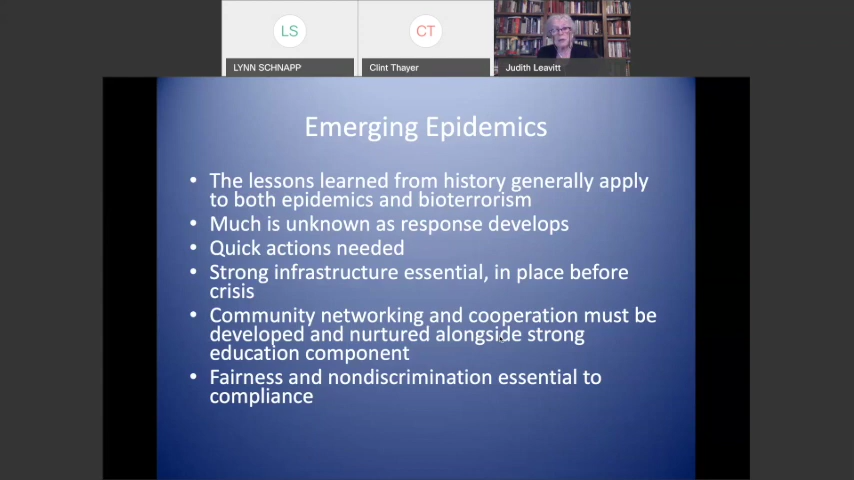 LS
CT
LYNN SCHNAPP
Clint Thayer
Judith Leavitt
Emerging Epidemics
• The lessons learned from history generally apply
to both epidemics and bioterrorism
• Much is unknown as response develops
• Quick actions needed
• Strong infrastructure essential, in place before
crisis
• Community networking and cooperation must be
developed and nurtured alongside strong
education component
• Fairness and nondiscrimination essential to
compliance